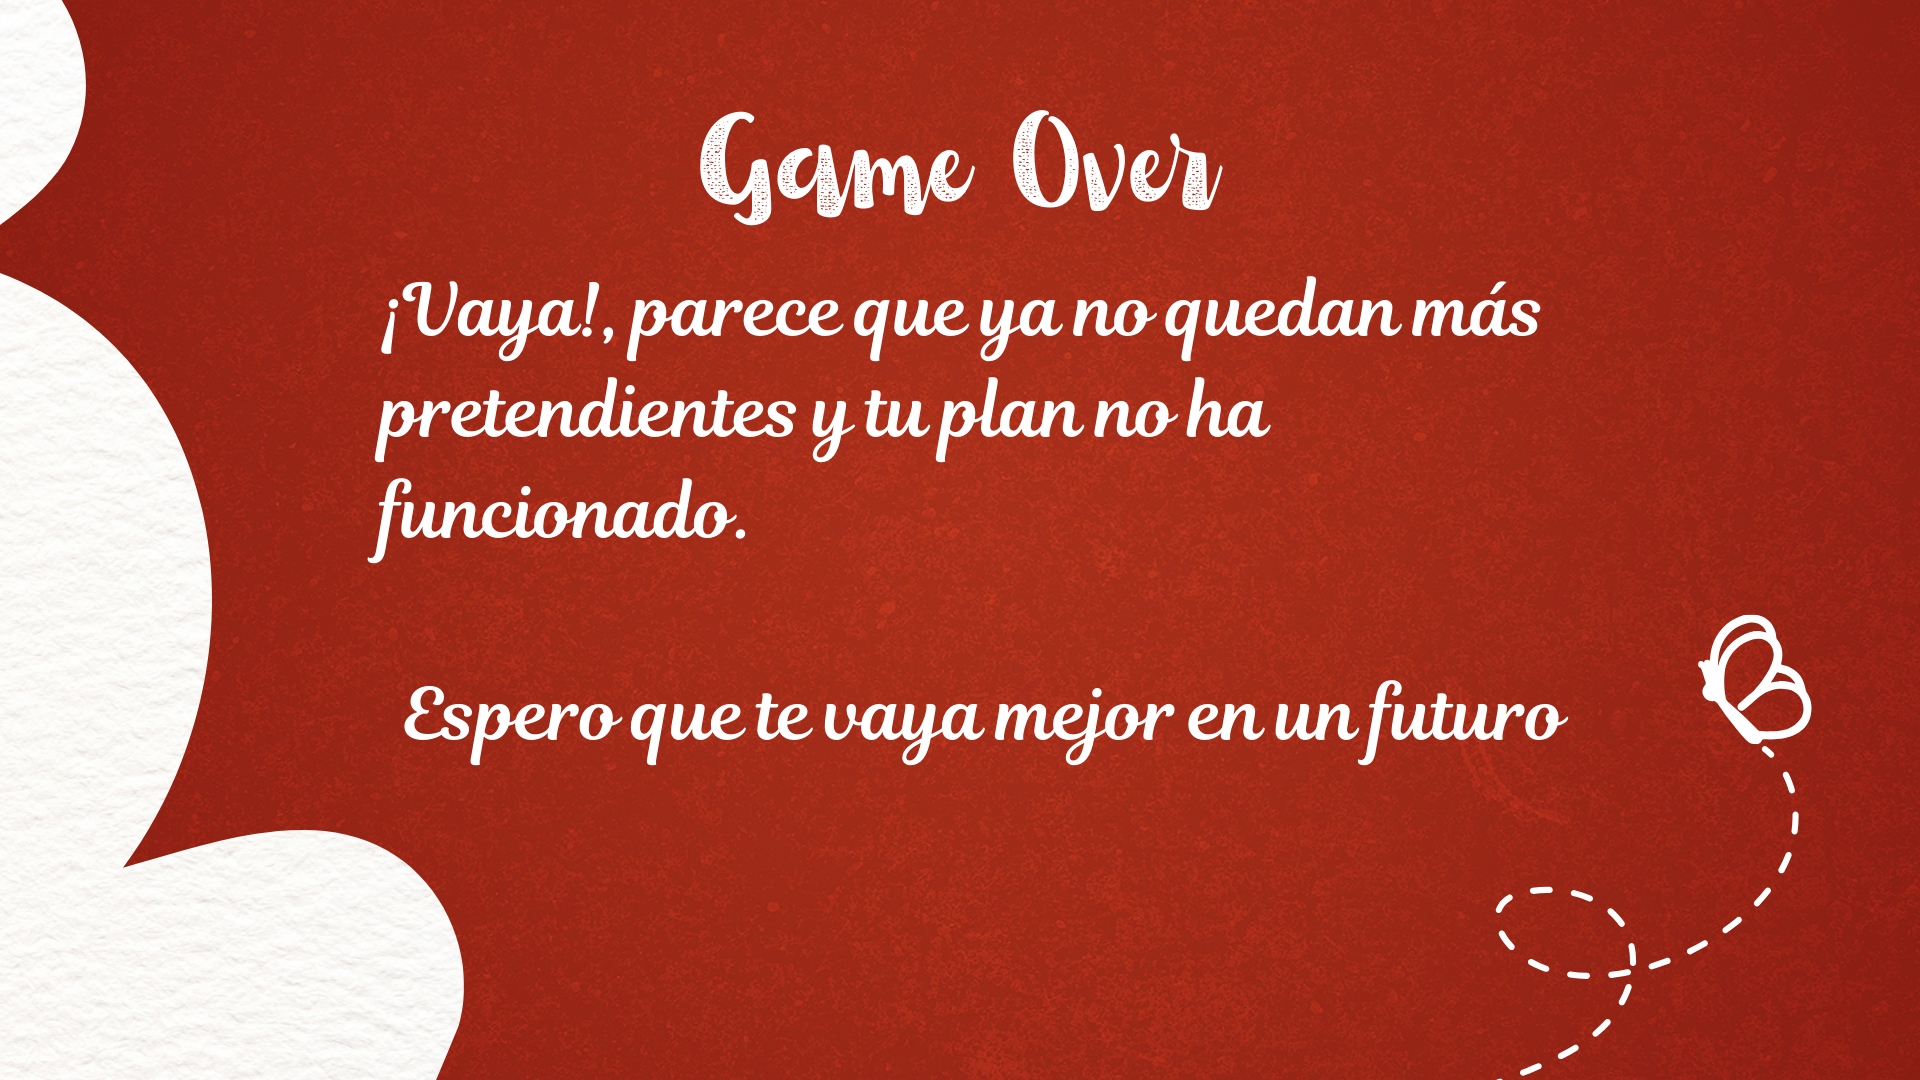 Game Over
¡Vaya!, parece que ya no quedan más
pretendientes y tu plan no ha
funcionado.
Espero que te vaya mejor en un futuro